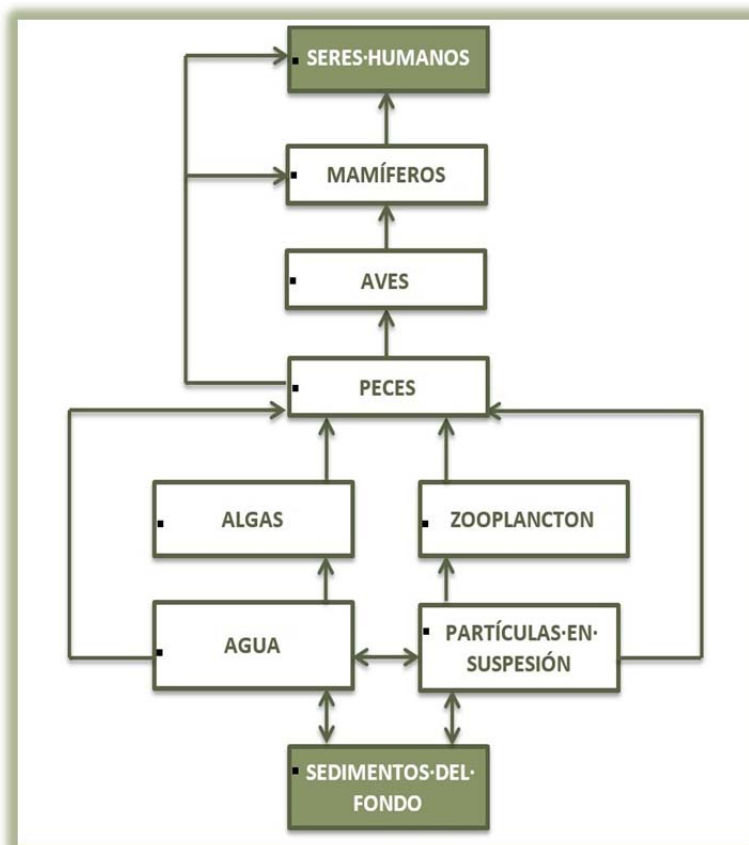 SERES·HUMANOS
MAMÍFEROS
AVES
PECES
ALGAS
ZOOPLANCTON
AGUA
PARTÍCULAS·EN·
SUSPESIÓN
SEDIMENTOS·DEL·
FONDO